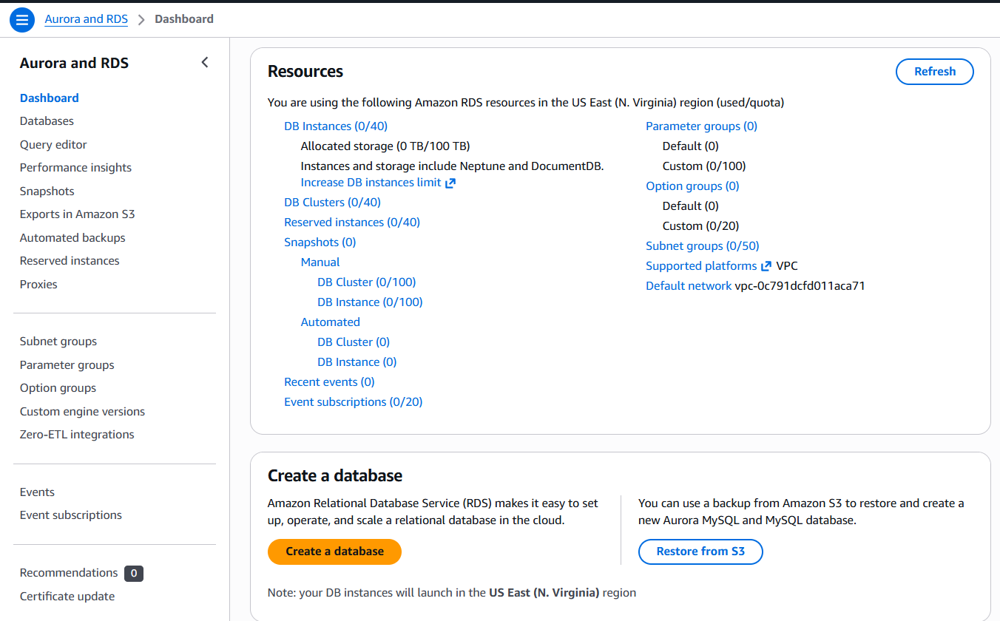 Aurora and RDS > Dashboard
Aurora and RDS
Dashboard
Databases
Query editor
Performance insights
Snapshots
Exports in Amazon S3
Automated backups
Reserved instances
Proxies
Subnet groups
Parameter groups
Option groups
Custom engine versions
Zero-ETL integrations
Events
Event subscriptions
Recommendations 0
Certificate update
Resources
Refresh
You are using the following Amazon RDS resources in the US East (N. Virginia) region (used/quota)
DB Instances (0/40)
Allocated storage (0 TB/100 TB)
Instances and storage include Neptune and DocumentDB.
Increase DB instances limit
DB Clusters (0/40)
Reserved instances (0/40)
Snapshots (0)
Manual
DB Cluster (0/100)
DB Instance (0/100)
Automated
DB Cluster (0)
DB Instance (0)
Recent events (0)
Event subscriptions (0/20)
Parameter groups (0)
Default (0)
Custom (0/100)
Option groups (0)
Default (0)
Custom (0/20)
Subnet groups (0/50)
Supported platforms VPC
Default network vpc-0c791dcfd011aca71
Create a database
Amazon Relational Database Service (RDS) makes it easy to set
up, operate, and scale a relational database in the cloud.
Create a database
You can use a backup from Amazon S3 to restore and create a
new Aurora MySQL and MySQL database.
Restore from S3
Note: your DB instances will launch in the US East (N. Virginia) region